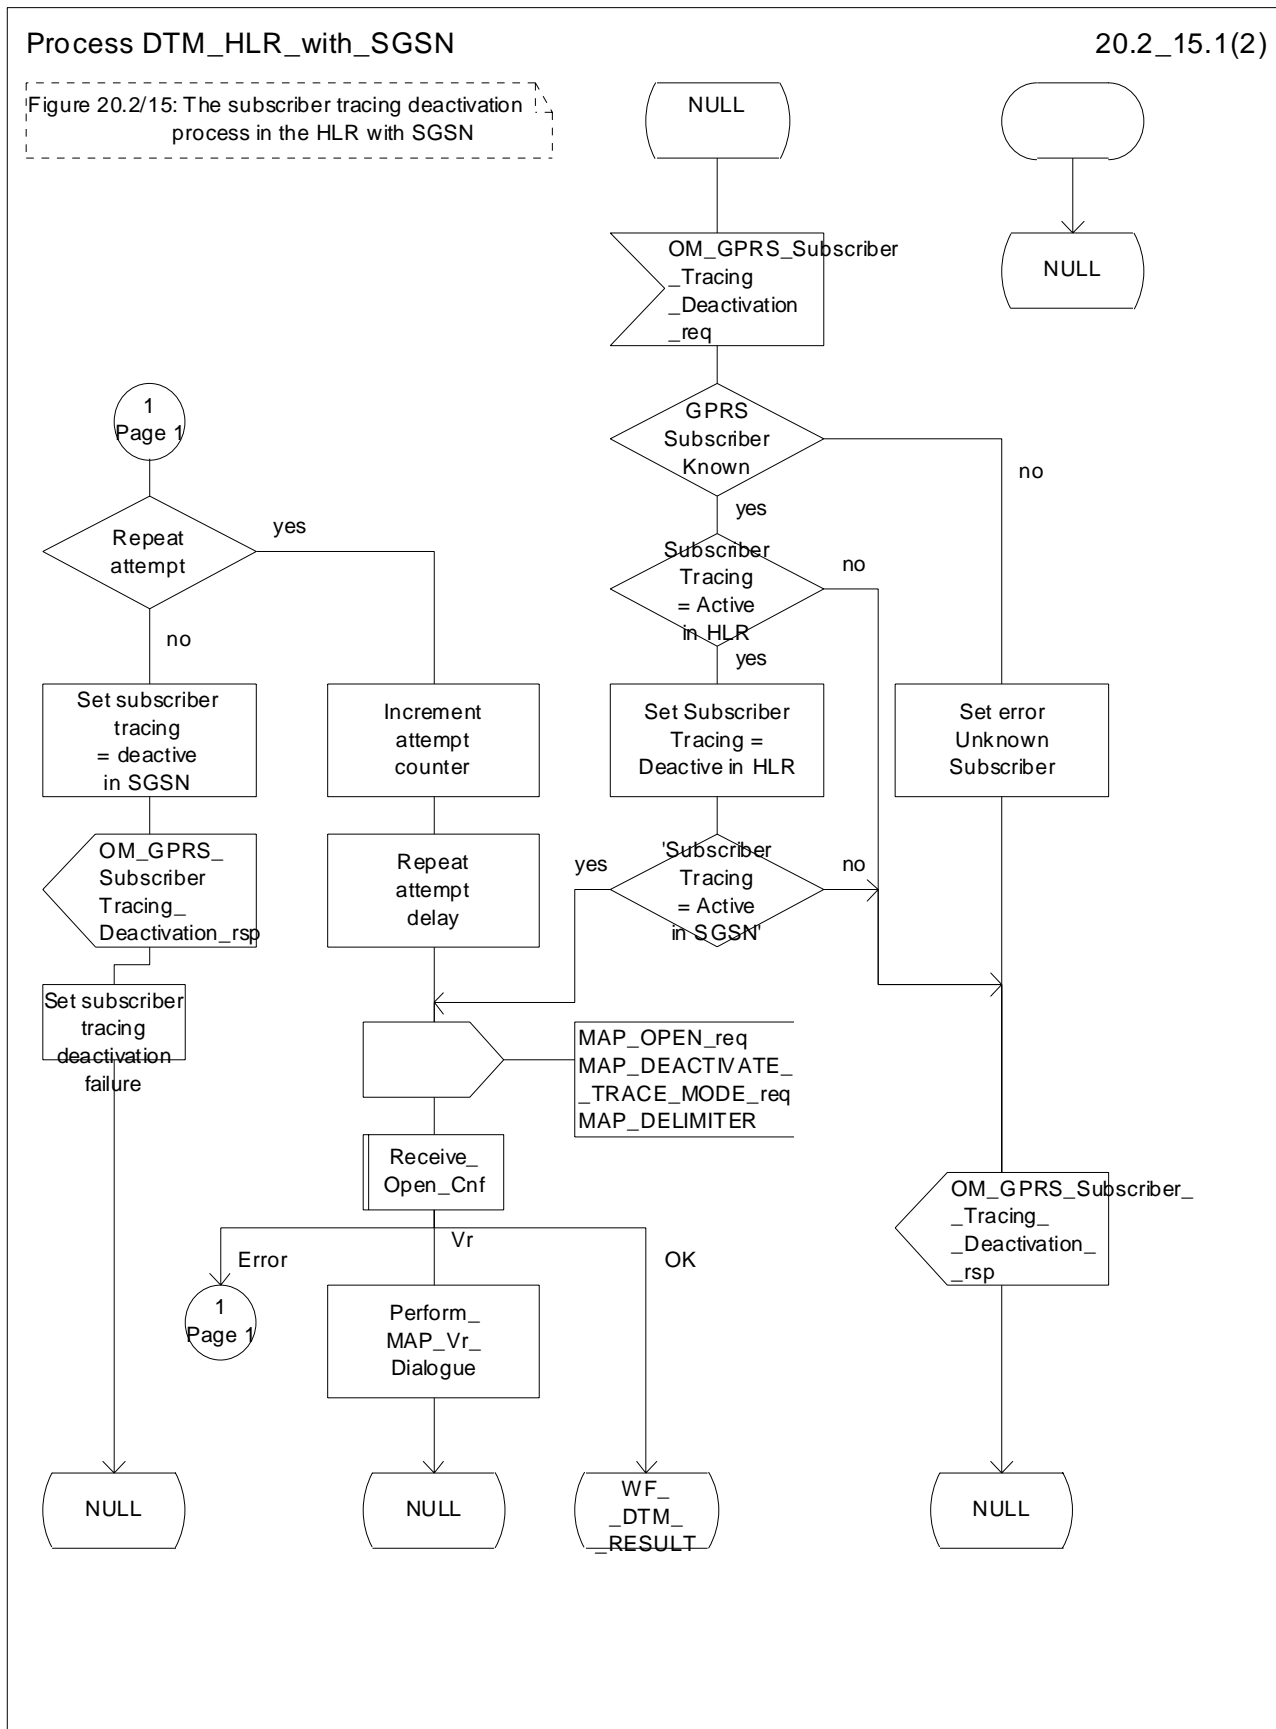 Process DTM_HLR_with_SGSN
20.2_15.1(2)
Figure 20.2/15: The subscriber tracing deactivation
process in the HLR with SGSN
NULL
OM_GPRS_Subscriber
_Tracing
_Deactivation
_req
NULL
GPRS
Subscriber
Known
no
yes
1
Page 1
Repeat
attempt
yes
no
Subscriber
Tracing
= Active
in HLR
no
yes
Set subscriber
tracing
= deactive
in SGSN
Increment
attempt
counter
Set Subscriber
Tracing =
Deactive in HLR
Set error
Unknown
Subscriber
OM_GPRS_
Subscriber
Tracing_
Deactivation_rsp
Repeat
attempt
delay
yes
'Subscriber
Tracing
= Active
in SGSN'
no
Set subscriber
tracing
deactivation
failure
MAP_OPEN_req
MAP_DEACTIVATE_
_TRACE_MODE_req
MAP_DELIMITER
Receive_
Open_Cnf
OM_GPRS_Subscriber_
_Tracing_
_Deactivation_
_rsp
Error
Vr
OK
1
Page 1
Perform_
MAP_Vr_
Dialogue
NULL
NULL
WF_
_DTM_
_RESULT
NULL